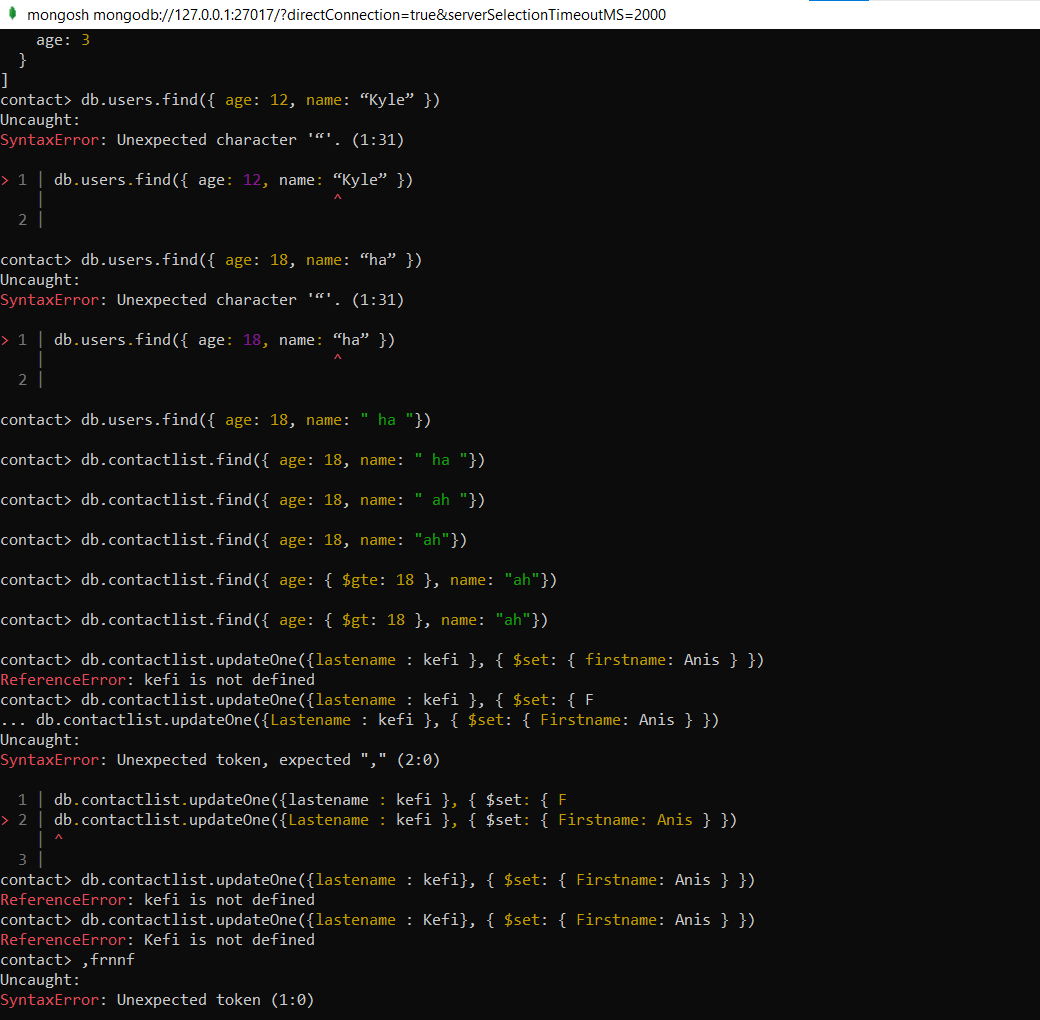 mongosh mongodb://127.0.0.1:27017/?directConnection=true&serverSelectionTimeoutMS=2000
    age: 3
  }
]
contact> db.users.find({ age: 12, name: “Kyle” })
Uncaught:
SyntaxError: Unexpected character '“'. (1:31)

> 1 | db.users.find({ age: 12, name: “Kyle” })
    |                                ^
  2 |

contact> db.users.find({ age: 18, name: “ha” })
Uncaught:
SyntaxError: Unexpected character '“'. (1:31)

> 1 | db.users.find({ age: 18, name: “ha” })
    |                                ^
  2 |

contact> db.users.find({ age: 18, name: " ha "})

contact> db.contactlist.find({ age: 18, name: " ha "})

contact> db.contactlist.find({ age: 18, name: " ah "})

contact> db.contactlist.find({ age: 18, name: "ah"})

contact> db.contactlist.find({ age: { $gte: 18 }, name: "ah"})

contact> db.contactlist.find({ age: { $gt: 18 }, name: "ah"})

contact> db.contactlist.updateOne({lastename : kefi }, { $set: { firstname: Anis } })
ReferenceError: kefi is not defined
contact> db.contactlist.updateOne({lastename : kefi }, { $set: { F
... db.contactlist.updateOne({Lastename : kefi }, { $set: { Firstname: Anis } })
Uncaught:
SyntaxError: Unexpected token, expected "," (2:0)

  1 | db.contactlist.updateOne({lastename : kefi }, { $set: { F
> 2 | db.contactlist.updateOne({Lastename : kefi }, { $set: { Firstname: Anis } })
    | ^
  3 |
contact> db.contactlist.updateOne({lastename : kefi}, { $set: { Firstname: Anis } })
ReferenceError: kefi is not defined
contact> db.contactlist.updateOne({lastename : Kefi}, { $set: { Firstname: Anis } })
ReferenceError: Kefi is not defined
contact> ,frnnf
Uncaught:
SyntaxError: Unexpected token (1:0)